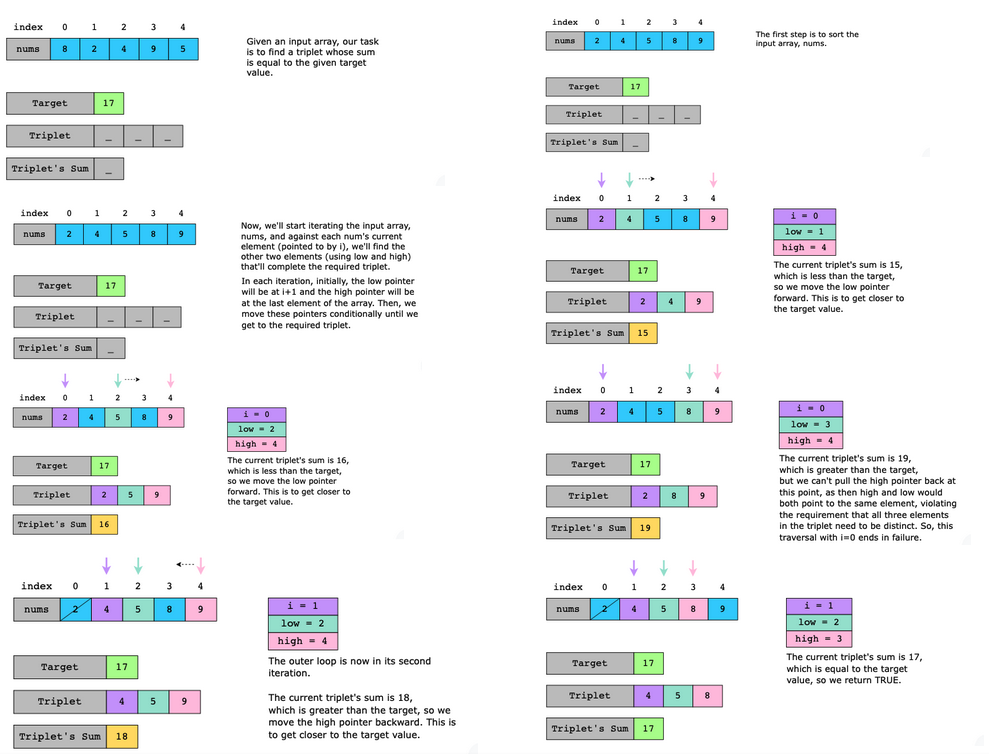 index 0 1 2 3 4
nums 8 2 4 9 5
Given an input array, our task
is to find a triplet whose sum
is equal to the given target
value.
Target 17
Triplet _ _ _
Triplet's Sum _
index 0 1 2 3 4
nums 2 4 5 8 9
The first step is to sort the
input array, nums.
Target 17
Triplet _ _ _
Triplet's Sum _
index 0 1 2 3 4
nums 2 4 5 8 9
Now, we'll start iterating the input array,
nums, and against each num's current
element (pointed to by i), we'll find the
other two elements (using low and high)
that'll complete the required triplet.
In each iteration, initially, the low pointer
will be at i+1 and the high pointer will be
at the last element of the array. Then, we
move these pointers conditionally until we
get to the required triplet.
Target 17
Triplet _ _ _
Triplet's Sum _
index 0 1 2 3 4
nums 2 4 5 8 9
i = 0
low = 1
high = 4
The current triplet's sum is 15,
which is less than the target,
so we move the low pointer
forward. This is to get closer to
the target value.
Target 17
Triplet 2 4 9
Triplet's Sum 15
index 0 1 2 3 4
nums 2 4 5 8 9
i = 0
low = 2
high = 4
The current triplet's sum is 16,
which is less than the target,
so we move the low pointer
forward. This is to get closer to
the target value.
Target 17
Triplet 2 5 9
Triplet's Sum 16
index 0 1 2 3 4
nums 2 4 5 8 9
i = 0
low = 3
high = 4
The current triplet's sum is 19,
which is greater than the target,
but we can't pull the high pointer back at
this point, as then high and low would
both point to the same element, violating
the requirement that all three elements
in the triplet need to be distinct. So, this
traversal with i=0 ends in failure.
Target 17
Triplet 2 8 9
Triplet's Sum 19
index 0 1 2 3 4
nums 2 4 5 8 9
i = 1
low = 2
high = 4
The outer loop is now in its second
iteration.
The current triplet's sum is 18,
which is greater than the target, so we
move the high pointer backward. This is
to get closer to the target value.
Target 17
Triplet 4 5 9
Triplet's Sum 18
index 0 1 2 3 4
nums 2 4 5 8 9
i = 1
low = 2
high = 3
The current triplet's sum is 17,
which is equal to the target
value, so we return TRUE.
Target 17
Triplet 4 5 8
Triplet's Sum 17